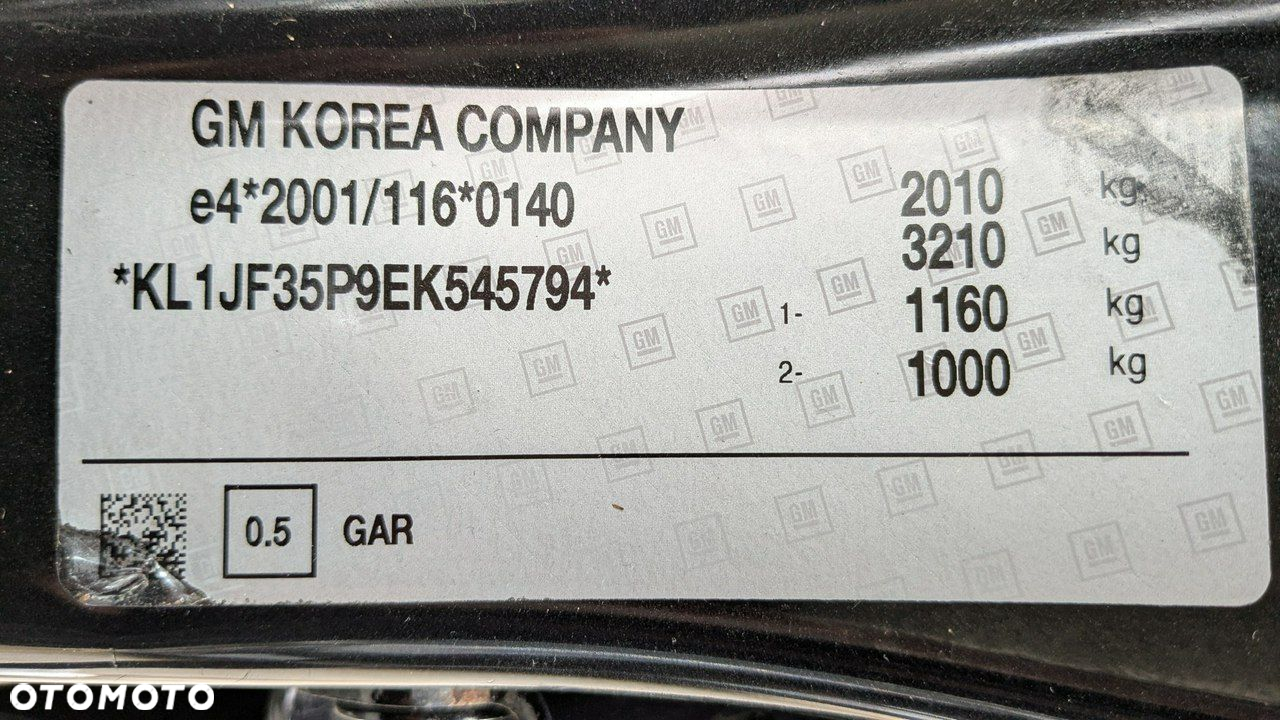 GM KOREA COMPANY
e4*2001/116*0140
*KL1JF35P9EK545794*
2010 kg
3210 kg
1- 1160 kg
2- 1000 kg
0.5 GAR
OTOMOTO